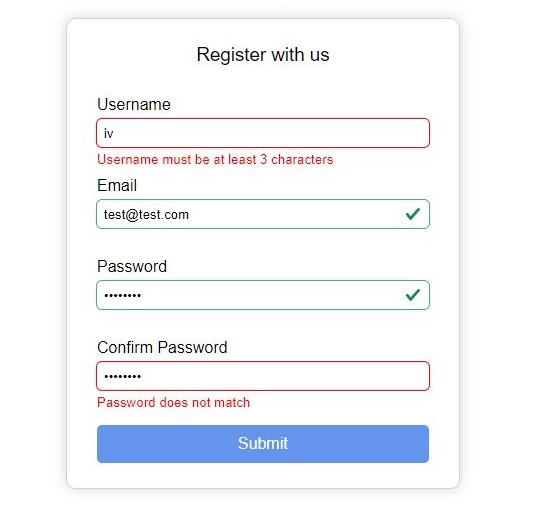 Register with us
Username
iv
Username must be at least 3 characters
Email
test@test.com
Password
••••••••
Confirm Password
••••••••
Password does not match
Submit